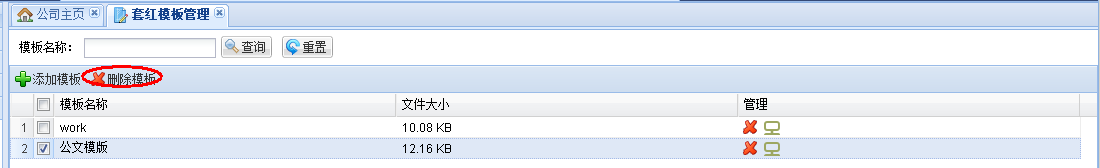 公司主页 套红模板管理
模板名称： 查询 重置
添加模板 删除模板
模板名称 文件大小 管理
1 work 10.08 KB
2 公文模版 12.16 KB